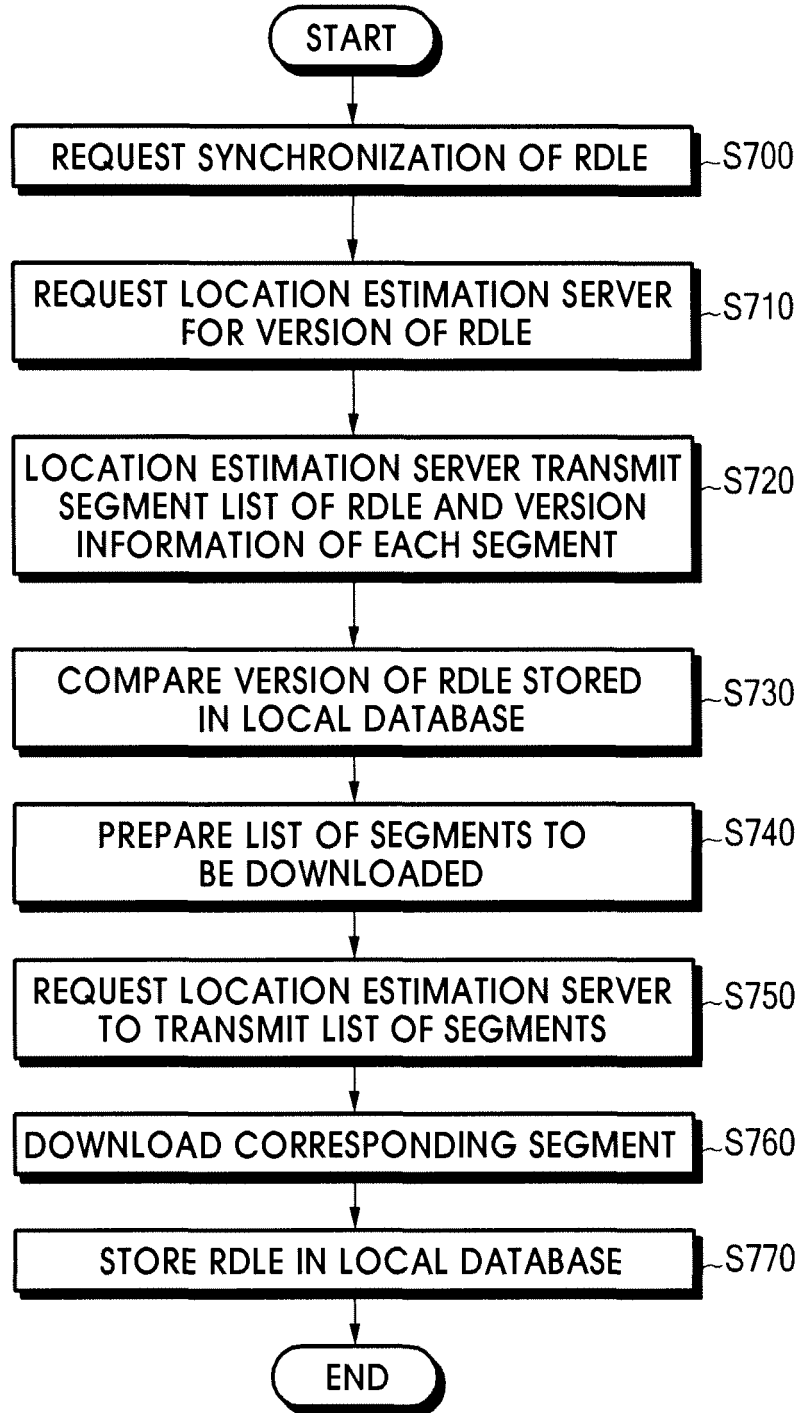 START
REQUEST SYNCHRONIZATION OF RDLE
S700
REQUEST LOCATION ESTIMATION SERVER
FOR VERSION OF RDLE
S710
LOCATION ESTIMATION SERVER TRANSMIT
SEGMENT LIST OF RDLE AND VERSION
INFORMATION OF EACH SEGMENT
S720
COMPARE VERSION OF RDLE STORED
IN LOCAL DATABASE
S730
PREPARE LIST OF SEGMENTS TO
BE DOWNLOADED
S740
REQUEST LOCATION ESTIMATION SERVER
TO TRANSMIT LIST OF SEGMENTS
S750
DOWNLOAD CORRESPONDING SEGMENT
S760
STORE RDLE IN LOCAL DATABASE
S770
END